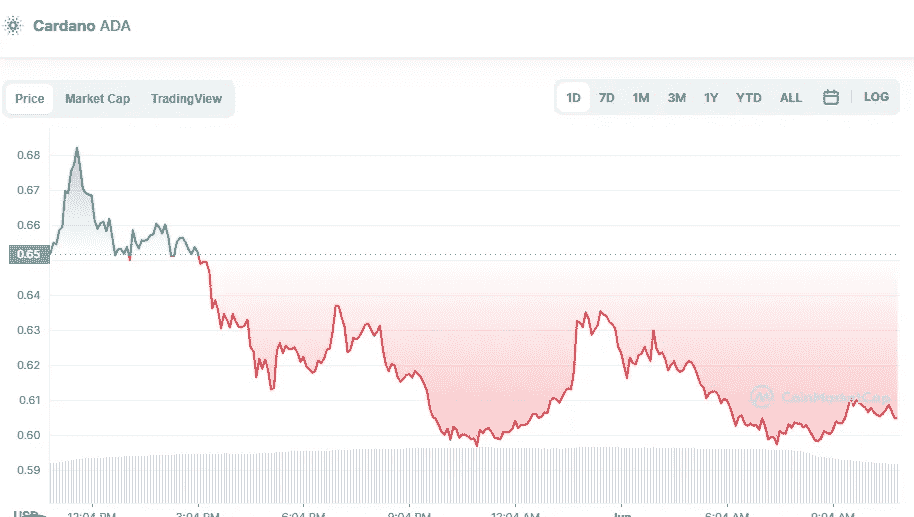 Cardano ADA
Price Market Cap TradingView 1D 7D 1M 3M 1Y YTD ALL LOG
0.68
0.67
0.66
0.65
0.64
0.63
0.62
0.61
CoinMarketCap
0.60
0.59
USD 12:04 PM 3:04 PM 6:04 PM 9:04 PM 12:04 AM Jun 6:04 AM 9:04 AM